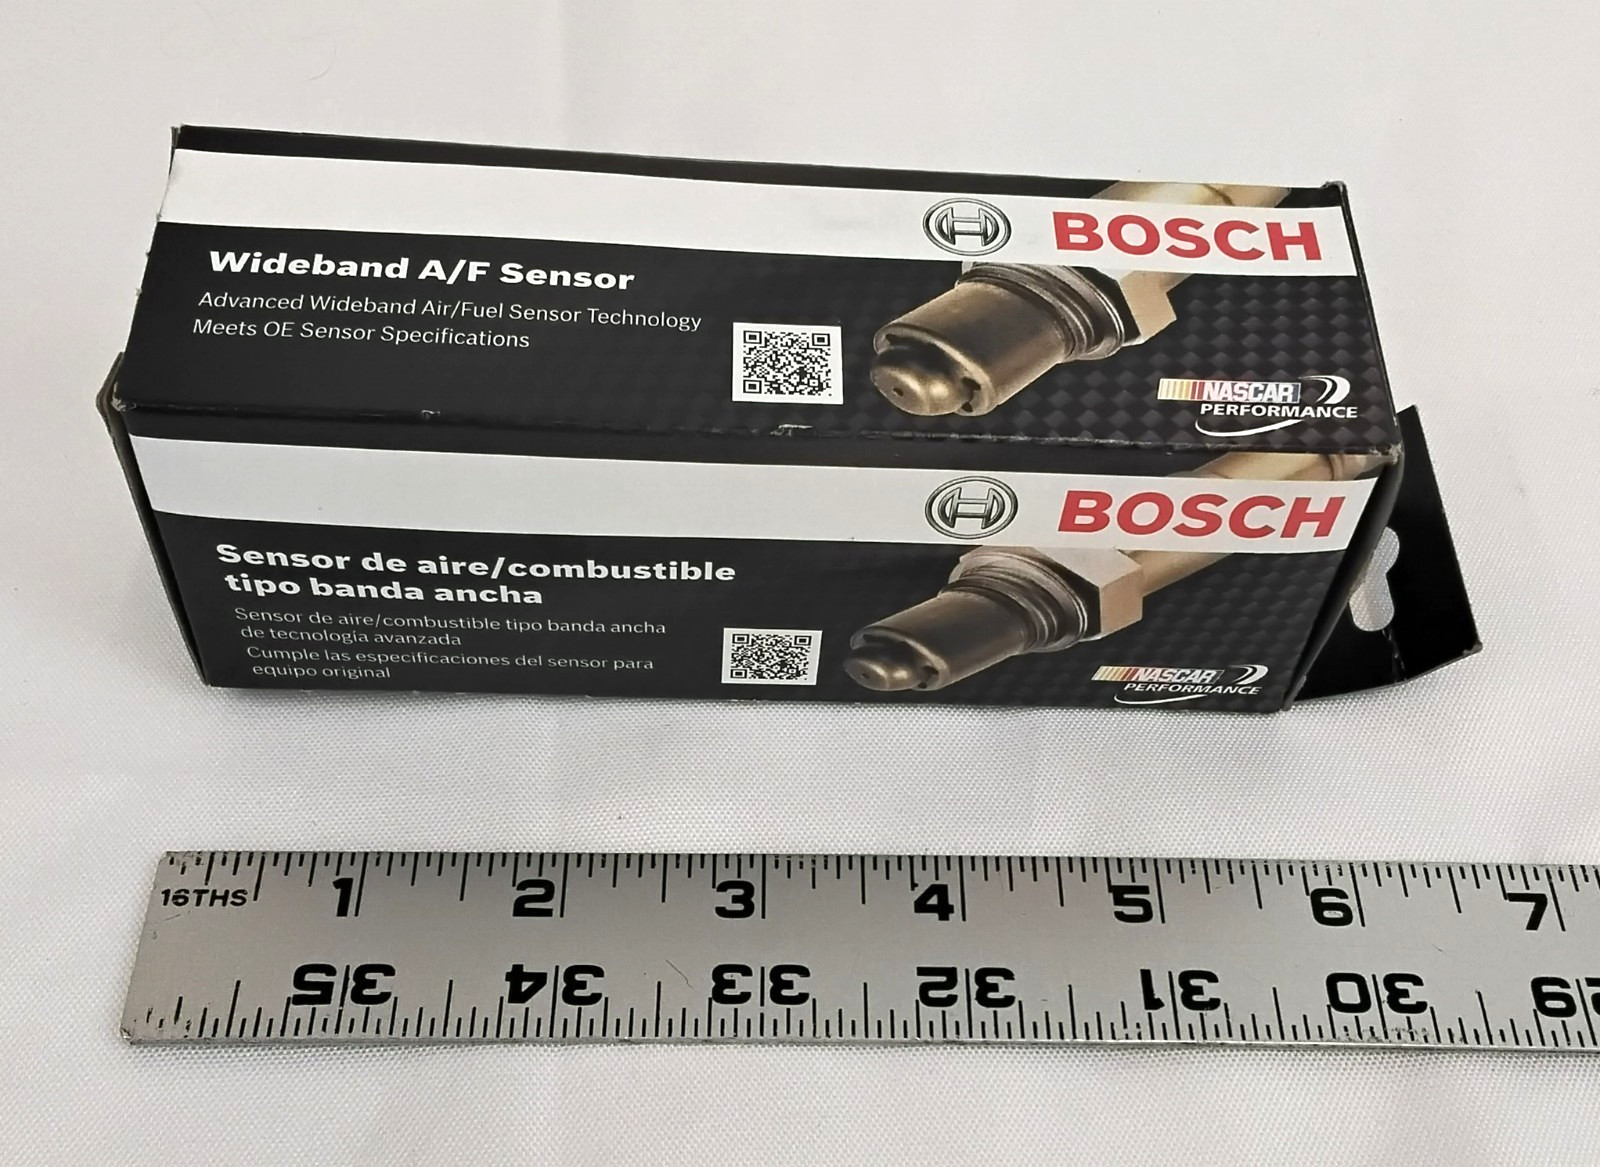 BOSCH
Wideband A/F Sensor
Advanced Wideband Air/Fuel Sensor Technology
Meets OE Sensor Specifications
NASCAR
PERFORMANCE
BOSCH
Sensor de aire/combustible
tipo banda ancha
Sensor de aire/combustible tipo banda ancha
de tecnología avanzada
Cumple las especificaciones del sensor para
equipo original
NASCAR
PERFORMANCE
16THS 1 2 3 4 5 6 7
35 34 33 32 31 30 29